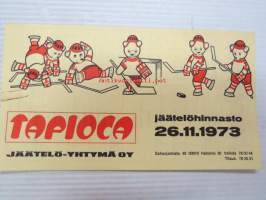 TAPIOCA
JÄÄTELÖ-YHTYMÄ OY
jäätelöhinnasto
26.11.1973